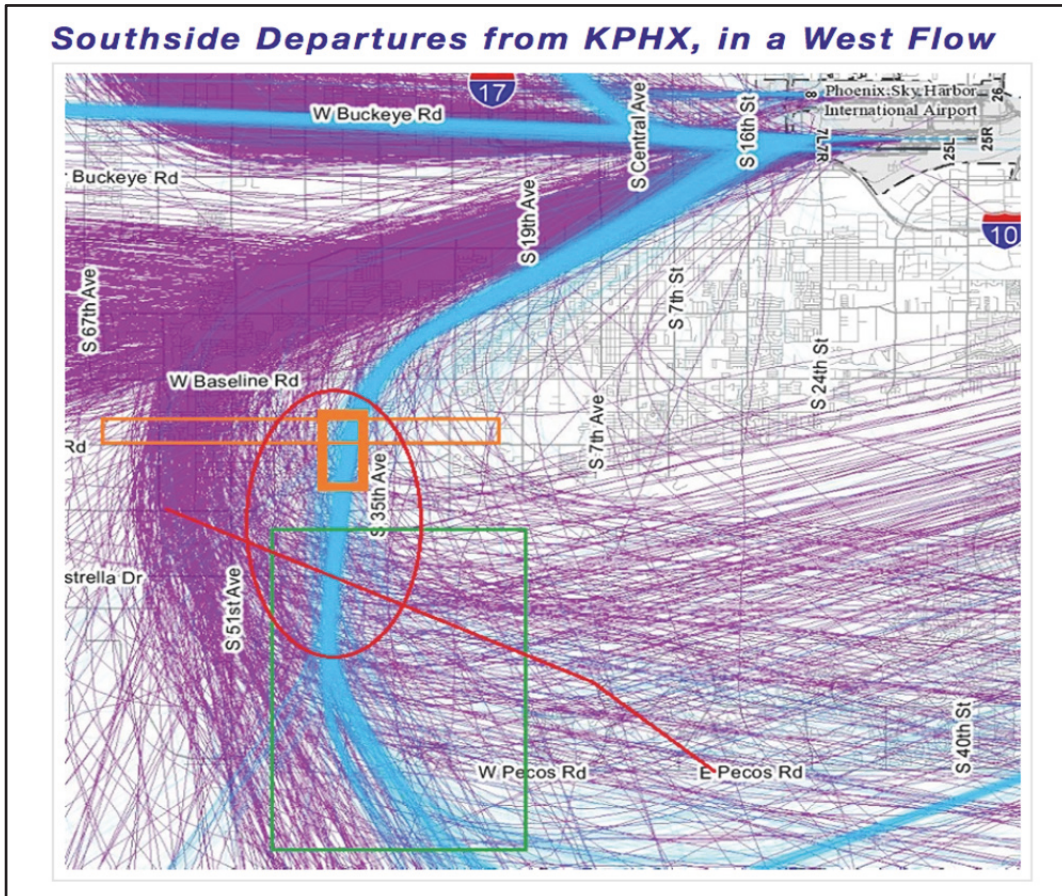 Southside Departures from KPHX, in a West Flow
17
8
Phoenix Sky Harbor
International Airport
26
W Buckeye Rd
S Central Ave
S 16th St
7L7R
25L
25R
Buckeye Rd
S 19th Ave
10
S 67th Ave
S 7th St
W Baseline Rd
S 24th St
Rd
S 7th Ave
S 35th Ave
strella Dr
S 51st Ave
S 40th St
W Pecos Rd
E Pecos Rd